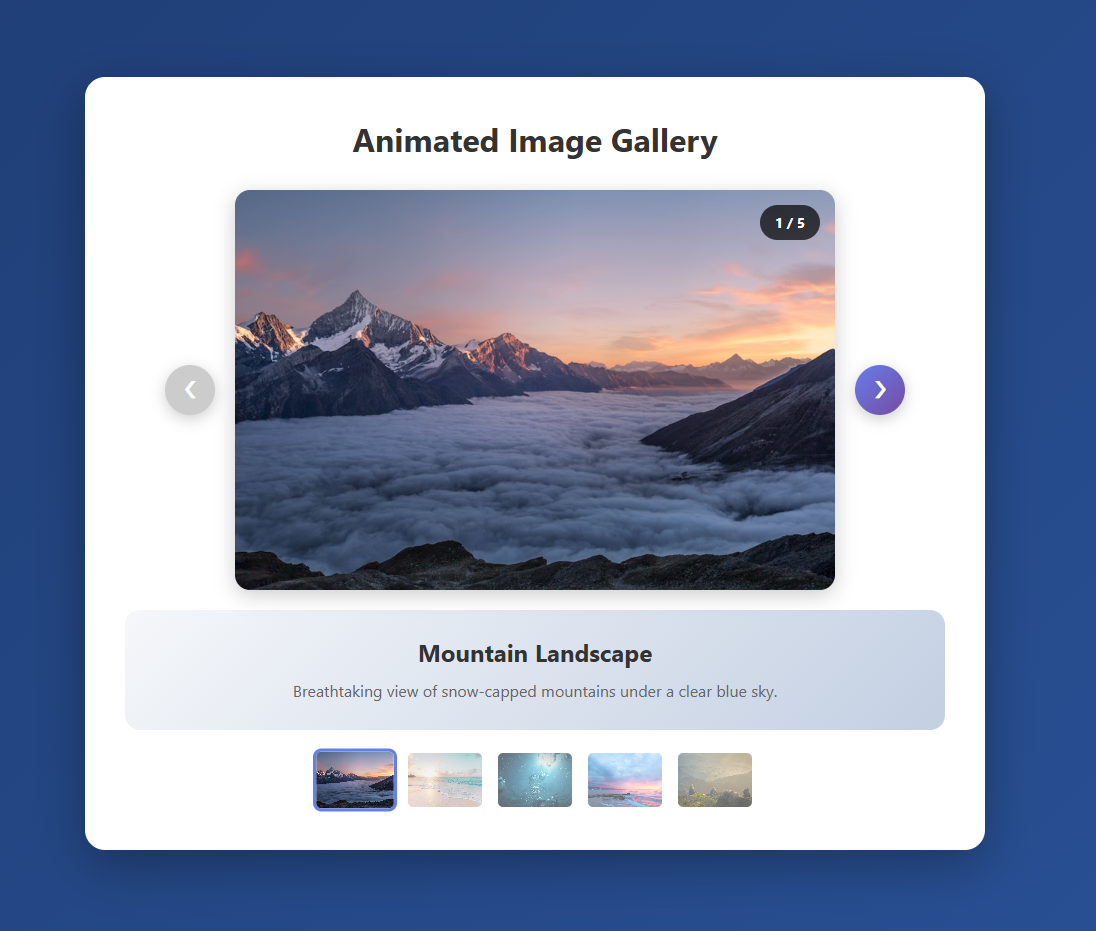 Animated Image Gallery
1 / 5
❮
❯
Mountain Landscape
Breathtaking view of snow-capped mountains under a clear blue sky.